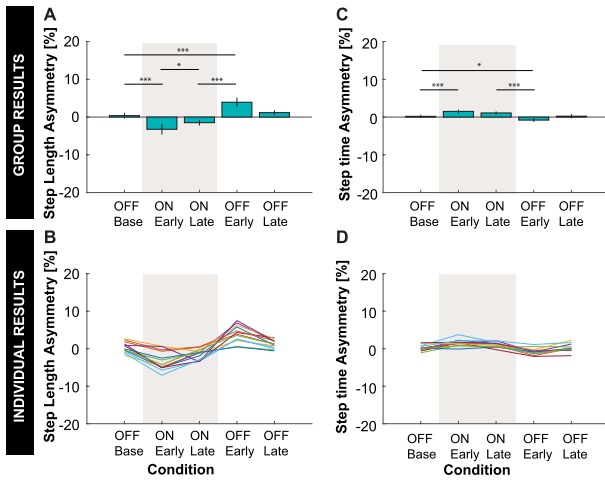 GROUP RESULTS
A
Step Length Asymmetry [%]
20
10
0
-10
-20
***
*
***
***
OFF ON ON OFF OFF
Base Early Late Early Late
C
Step time Asymmetry [%]
20
10
0
-10
-20
*
***
***
OFF ON ON OFF OFF
Base Early Late Early Late
INDIVIDUAL RESULTS
B
Step Length Asymmetry [%]
20
10
0
-10
-20
OFF ON ON OFF OFF
Base Early Late Early Late
Condition
D
Step time Asymmetry [%]
20
10
0
-10
-20
OFF ON ON OFF OFF
Base Early Late Early Late
Condition